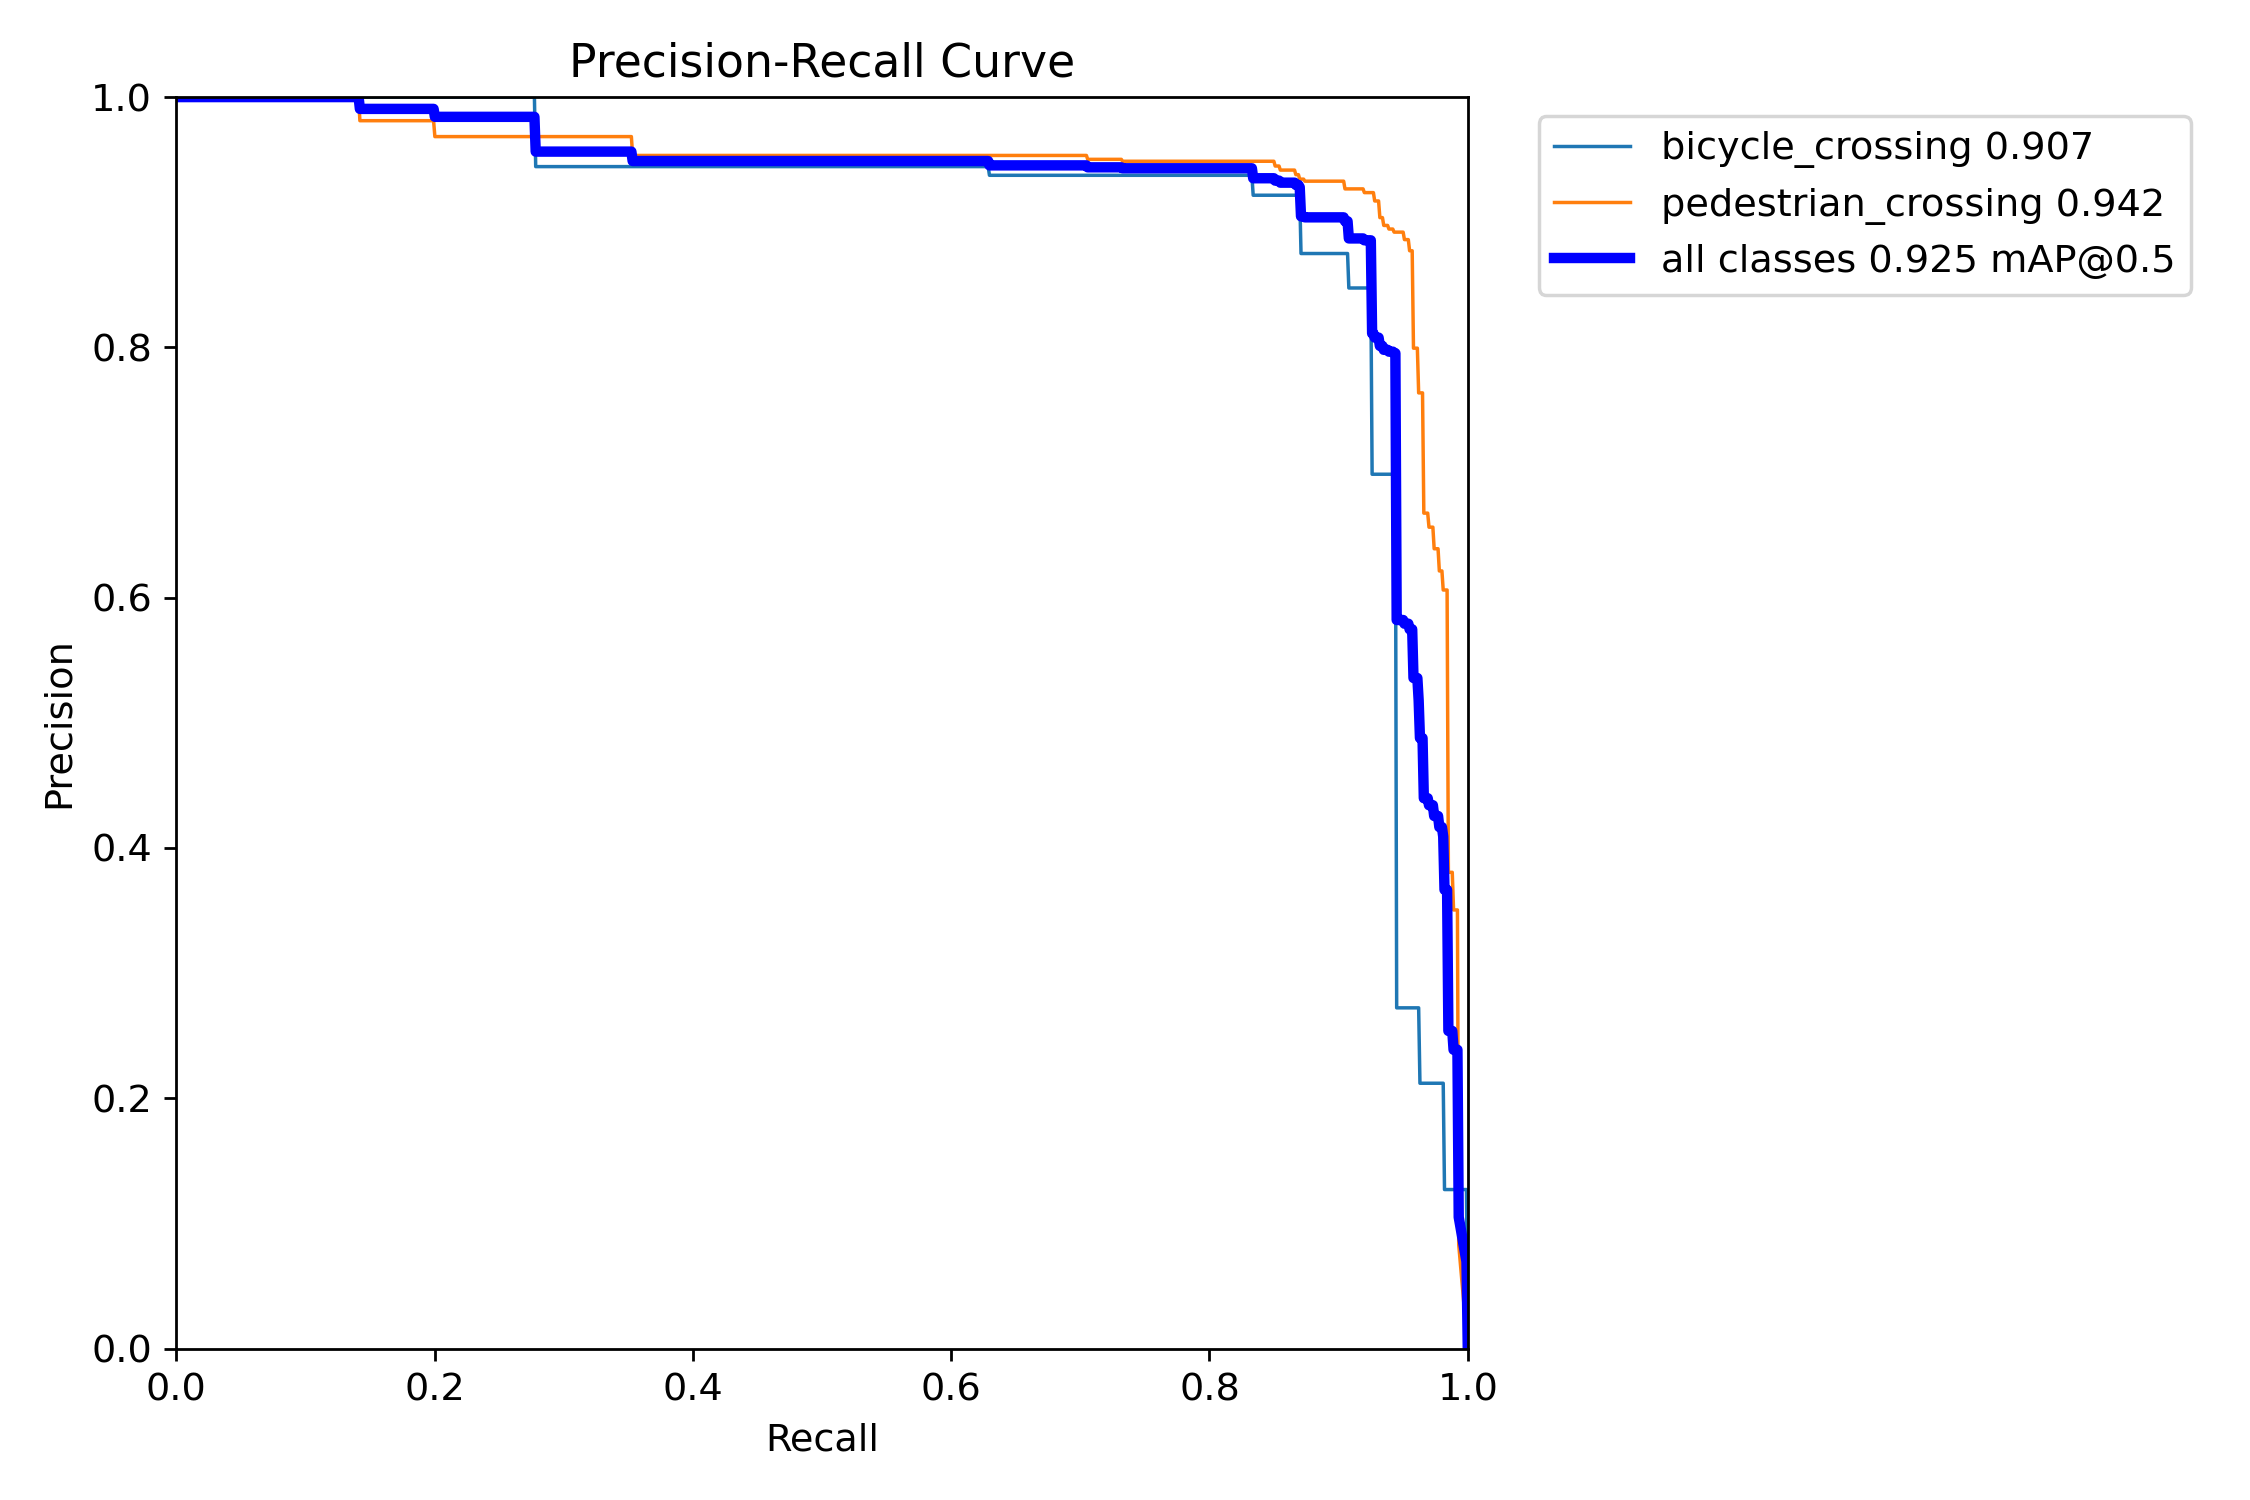 Precision-Recall Curve
1.0
0.8
0.6
0.4
0.2
0.0
Precision
0.0 0.2 0.4 0.6 0.8 1.0
Recall
bicycle_crossing 0.907
pedestrian_crossing 0.942
all classes 0.925 mAP@0.5